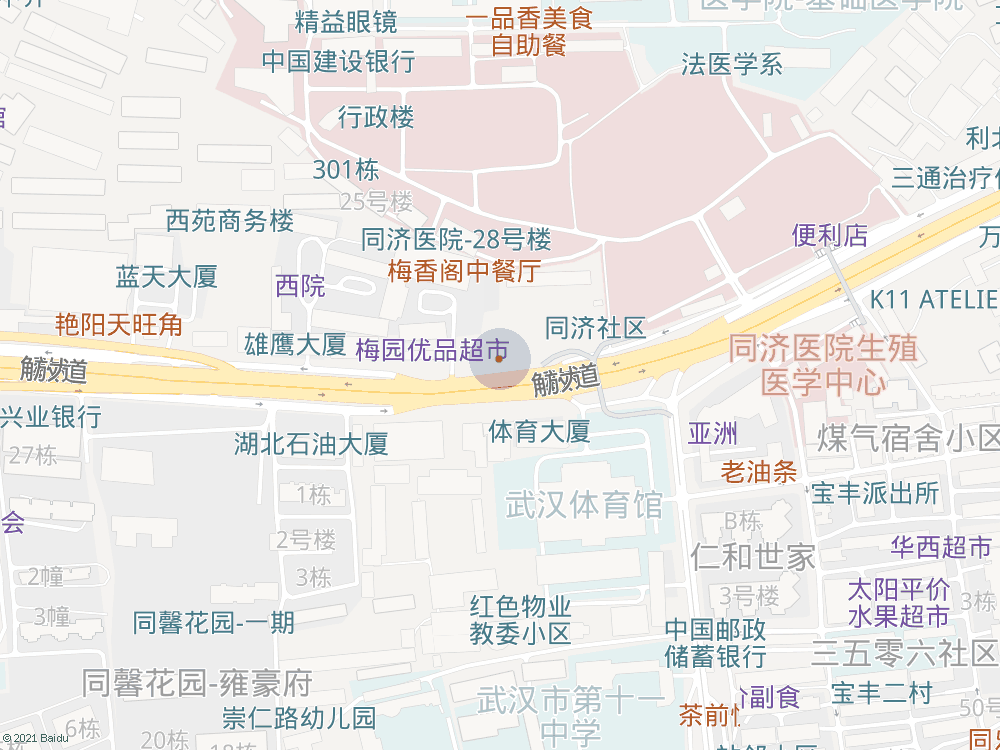 精益眼镜
一品香美食
自助餐
中国建设银行
法医学系
行政楼
301栋
三通治疗
25号楼
西苑商务楼
同济医院-28号楼
便利店
梅香阁中餐厅
蓝天大厦
西院
K11 ATELIE
艳阳天旺角
同济社区
雄鹰大厦
梅园优品超市
同济医院生殖
医学中心
解放大道
解放大道
兴业银行
湖北石油大厦
体育大厦
亚洲
煤气宿舍小区
27栋
老油条
宝丰派出所
1栋
武汉体育馆
B栋
会
2号楼
仁和世家
华西超市
2幢
3栋
3号楼
太阳平价
水果超市
3栋
3幢
同馨花园-一期
红色物业
教委小区
中国邮政
储蓄银行
三五零六社区
同馨花园-雍豪府
武汉市第十一
中学
副食
宝丰二村
崇仁路幼儿园
茶前
50号
6栋
20栋
© 2021 Baidu